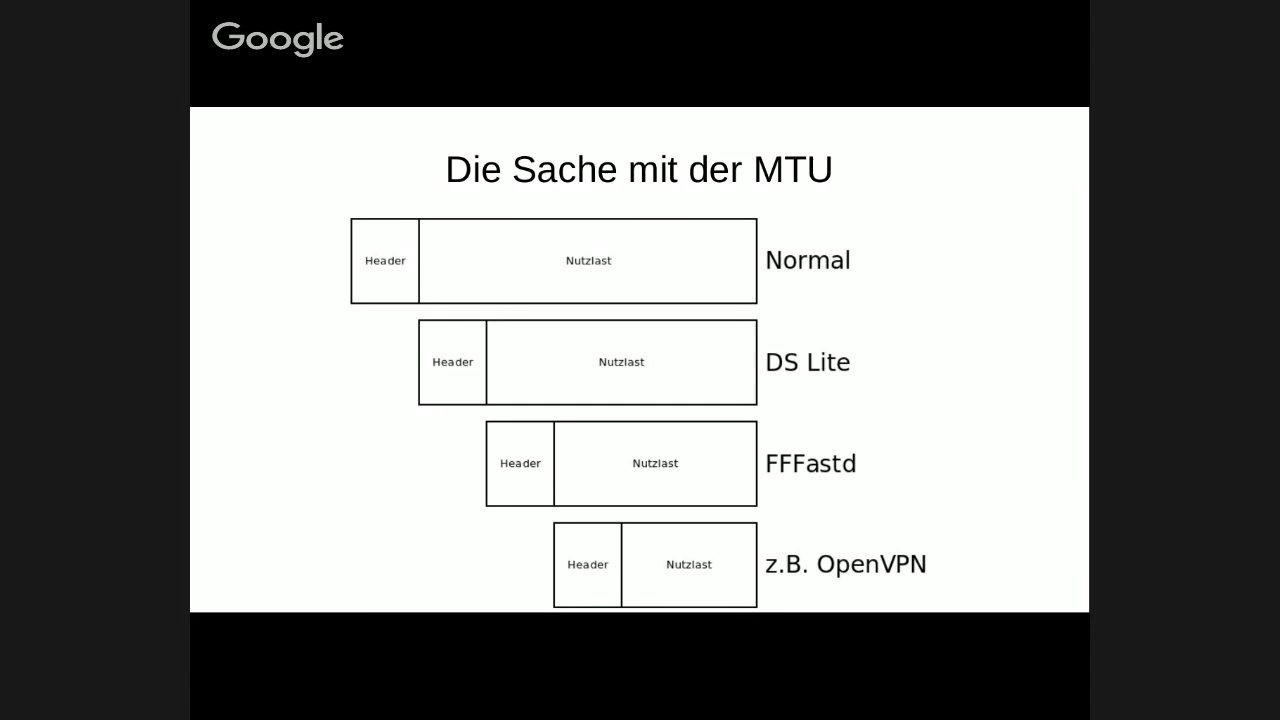 Google
Die Sache mit der MTU
Header Nutzlast Normal
Header Nutzlast DS Lite
Header Nutzlast FFFastd
Header Nutzlast z.B. OpenVPN